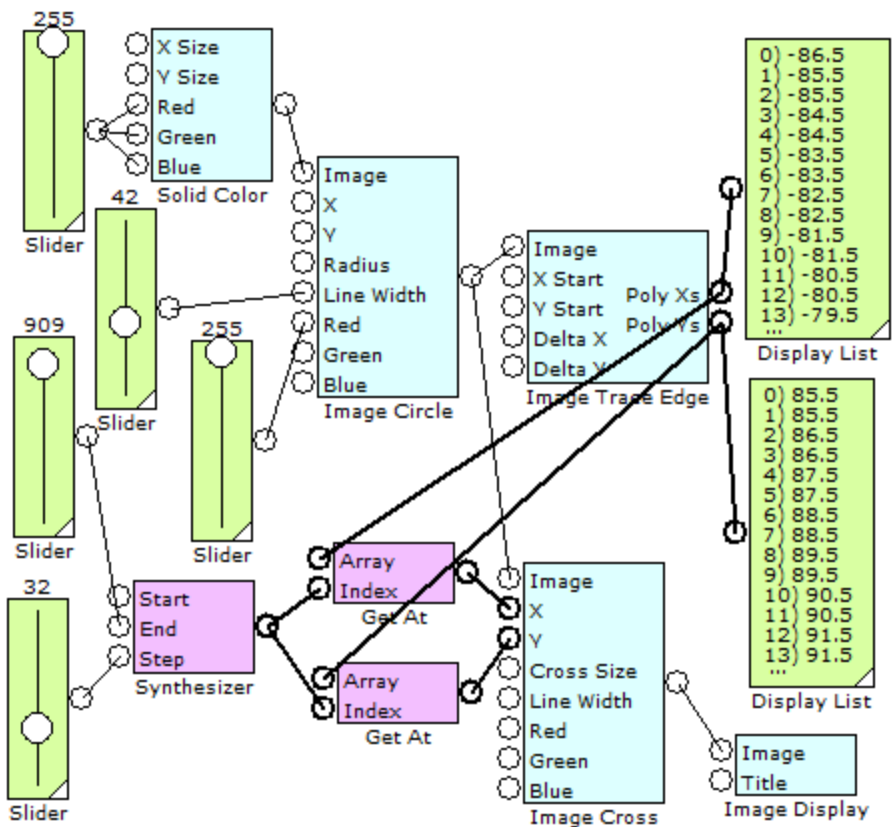 255
Slider
X Size
Y Size
Red
Green
Blue
Solid Color
42
Slider
Image
X
Y
Radius
Line Width
Red
Green
Blue
Image Circle
255
Slider
Image
X Start
Y Start
Delta X
Delta Y
Poly Xs
Poly Ys
Image Trace Edge
0) -86.5
1) -85.5
2) -85.5
3) -84.5
4) -84.5
5) -83.5
6) -83.5
7) -82.5
8) -82.5
9) -81.5
10) -81.5
11) -80.5
12) -80.5
13) -79.5
...
Display List
0) 85.5
1) 85.5
2) 86.5
3) 86.5
4) 87.5
5) 87.5
6) 88.5
7) 88.5
8) 89.5
9) 89.5
10) 90.5
11) 90.5
12) 91.5
13) 91.5
...
Display List
909
Slider
32
Slider
Start
End
Step
Synthesizer
Array
Index
Get At
Array
Index
Get At
Image
X
Y
Cross Size
Line Width
Red
Green
Blue
Image Cross
Image
Title
Image Display